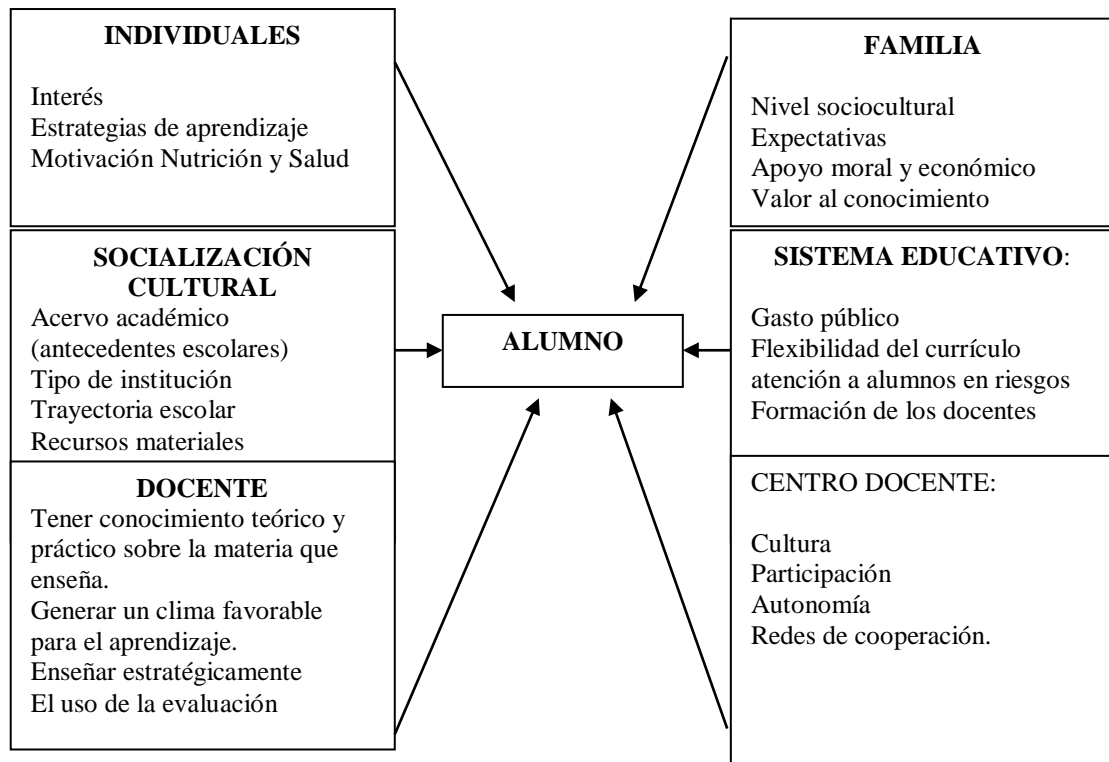 INDIVIDUALES
Interés
Estrategias de aprendizaje
Motivación Nutrición y Salud
SOCIALIZACIÓN
CULTURAL
Acervo académico
(antecedentes escolares)
Tipo de institución
Trayectoria escolar
Recursos materiales
DOCENTE
Tener conocimiento teórico y
práctico sobre la materia que
enseña.
Generar un clima favorable
para el aprendizaje.
Enseñar estratégicamente
El uso de la evaluación
ALUMNO
FAMILIA
Nivel sociocultural
Expectativas
Apoyo moral y económico
Valor al conocimiento
SISTEMA EDUCATIVO:
Gasto público
Flexibilidad del currículo
atención a alumnos en riesgos
Formación de los docentes
CENTRO DOCENTE:
Cultura
Participación
Autonomía
Redes de cooperación.